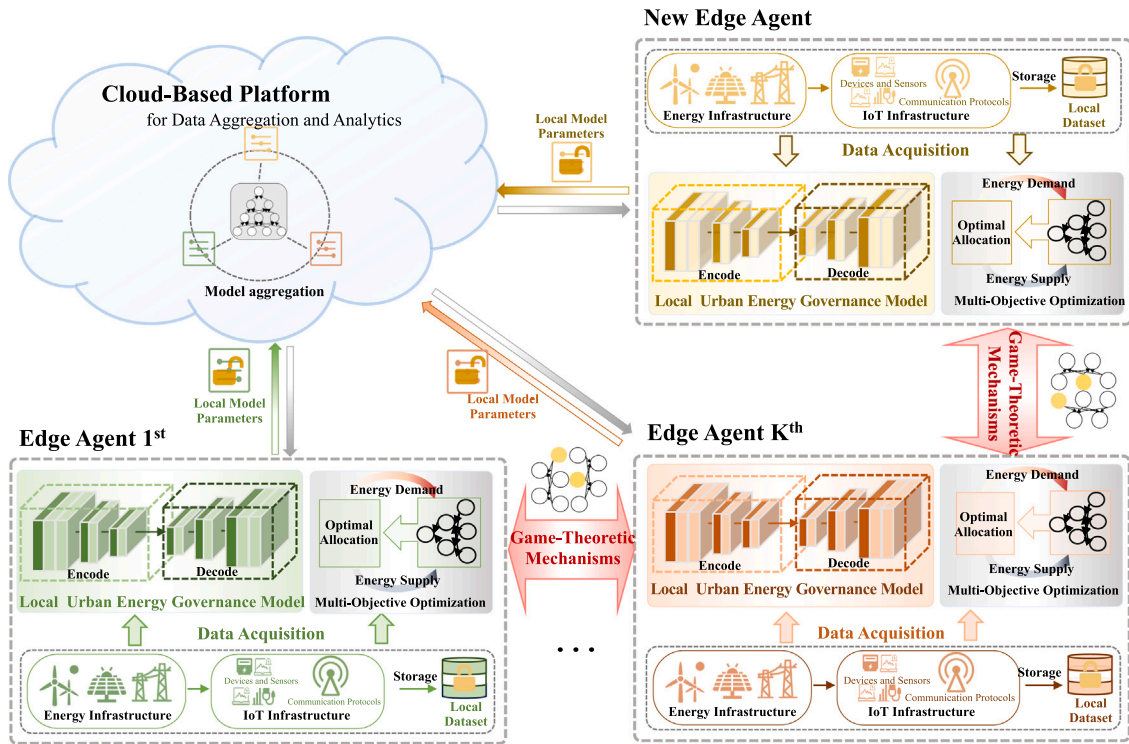 New Edge Agent
Devices and Sensors
Communication Protocols
Energy Infrastructure
IoT Infrastructure
Storage
Local
Dataset
Data Acquisition
Encode
Decode
Local Urban Energy Governance Model
Energy Demand
Optimal
Allocation
Energy Supply
Multi-Objective Optimization
Cloud-Based Platform
for Data Aggregation and Analytics
Model aggregation
Local Model
Parameters
Local Model
Parameters
Local Model
Parameters
Game-Theoretic
Mechanisms
Edge Agent 1st
Encode
Decode
Local Urban Energy Governance Model
Energy Demand
Optimal
Allocation
Energy Supply
Multi-Objective Optimization
Data Acquisition
Devices and Sensors
Communication Protocols
Energy Infrastructure
IoT Infrastructure
Storage
Local
Dataset
Game-Theoretic
Mechanisms
...
Edge Agent Kth
Encode
Decode
Local Urban Energy Governance Model
Energy Demand
Optimal
Allocation
Energy Supply
Multi-Objective Optimization
Data Acquisition
Devices and Sensors
Communication Protocols
Energy Infrastructure
IoT Infrastructure
Storage
Local
Dataset